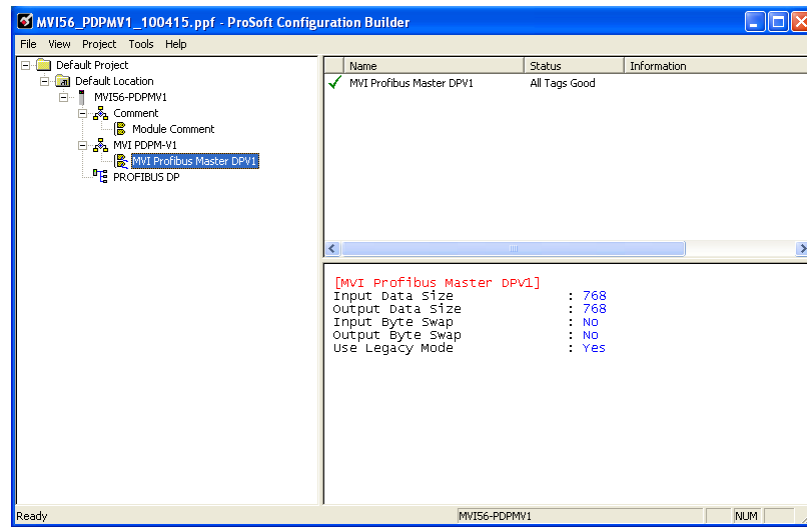 MVI56_PDPMV1_100415.ppf - ProSoft Configuration Builder
File View Project Tools Help
Default Project
Default Location
MVI56-PDPMV1
Comment
Module Comment
MVI PDPM-V1
MVI Profibus Master DPV1
PROFIBUS DP
Name Status Information
MVI Profibus Master DPV1 All Tags Good
[MVI Profibus Master DPV1]
Input Data Size : 768
Output Data Size : 768
Input Byte Swap : No
Output Byte Swap : No
Use Legacy Mode : Yes
Ready MVI56-PDPMV1 NUM